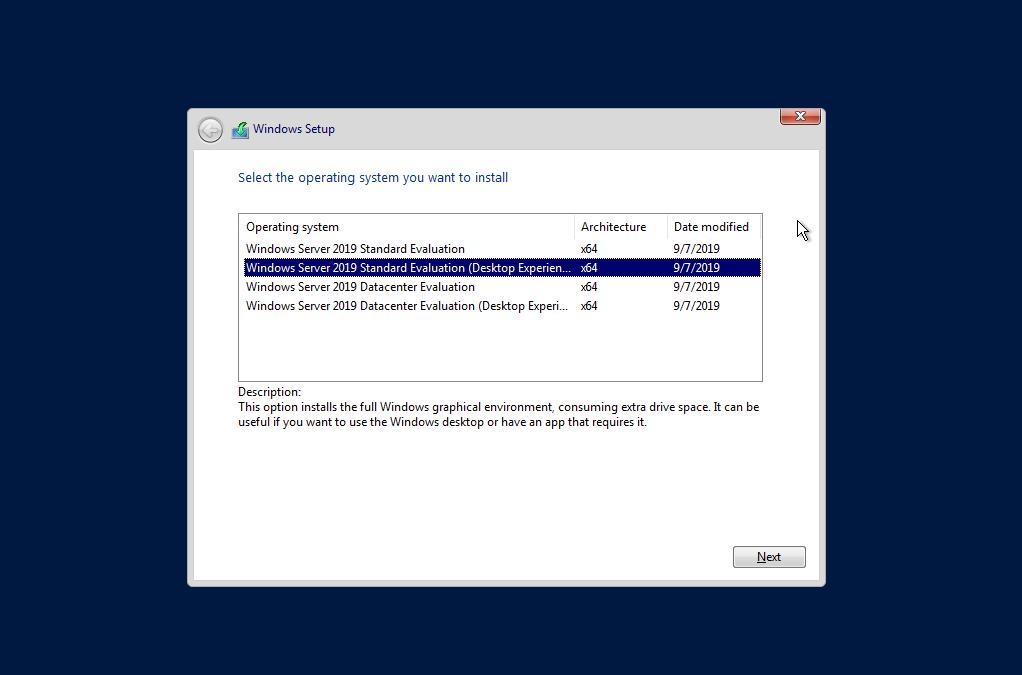 Windows Setup
Select the operating system you want to install
Operating system Architecture Date modified
Windows Server 2019 Standard Evaluation x64 9/7/2019
Windows Server 2019 Standard Evaluation (Desktop Experien... x64 9/7/2019
Windows Server 2019 Datacenter Evaluation x64 9/7/2019
Windows Server 2019 Datacenter Evaluation (Desktop Experi... x64 9/7/2019
Description:
This option installs the full Windows graphical environment, consuming extra drive space. It can be
useful if you want to use the Windows desktop or have an app that requires it.
Next